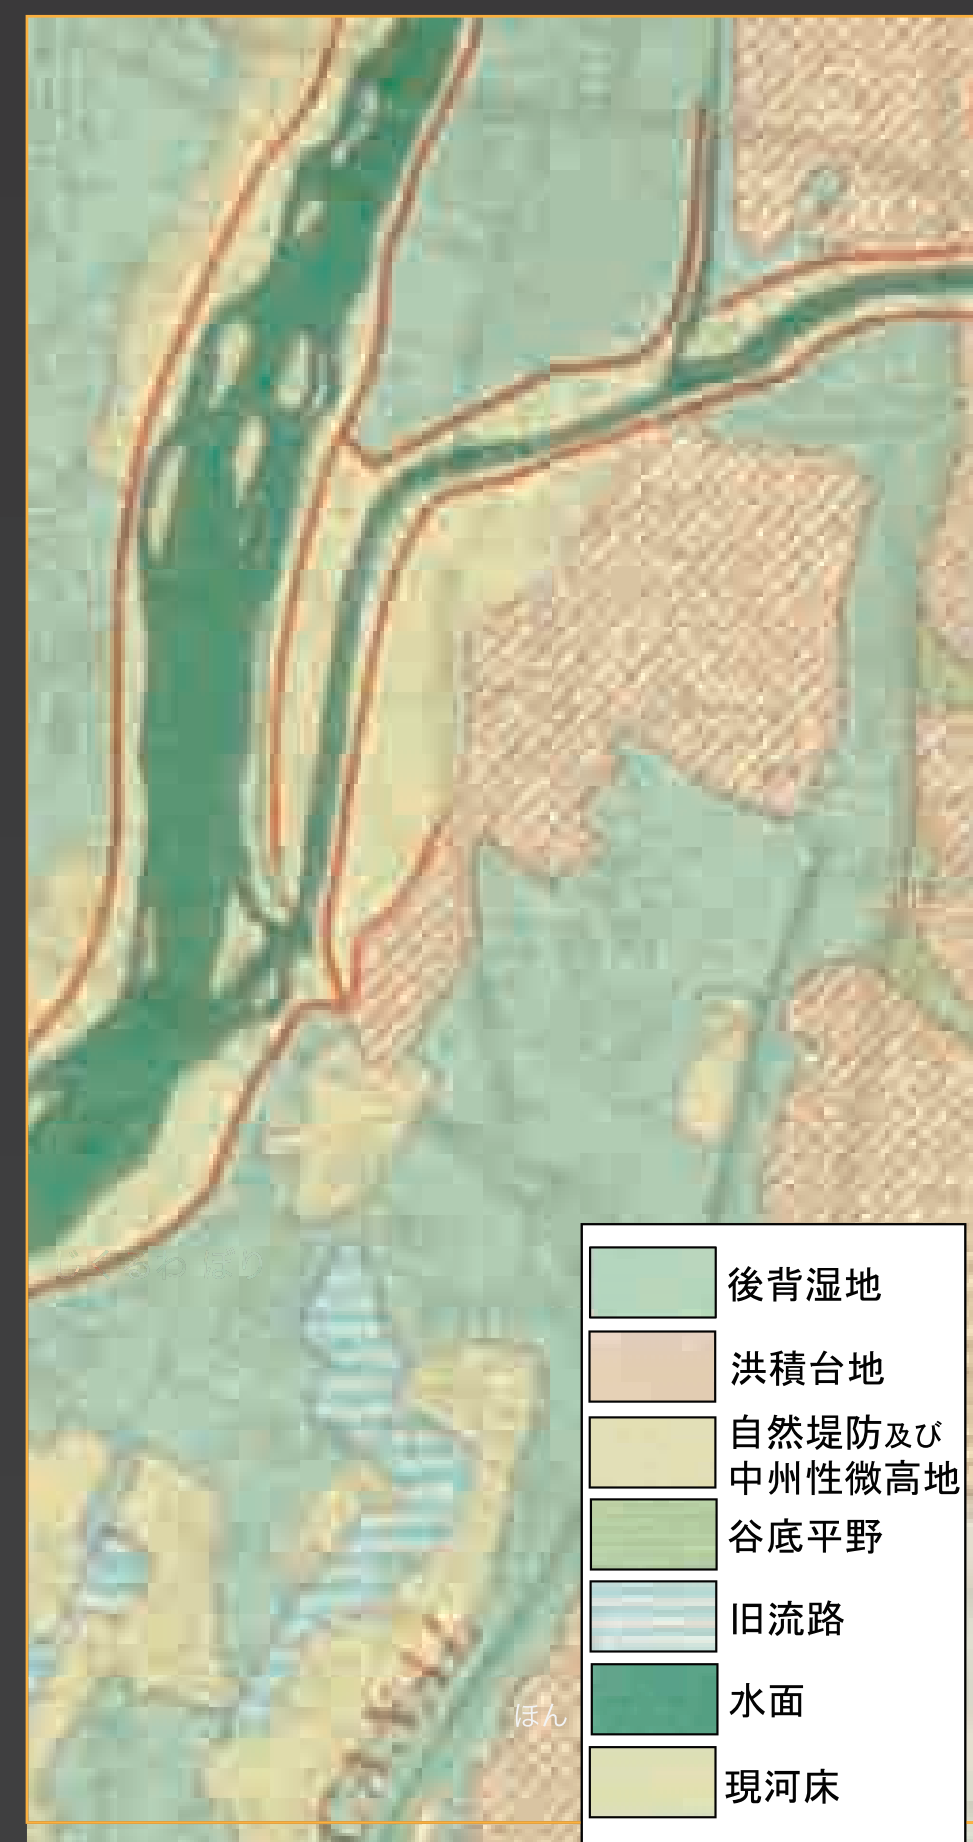 後背湿地
洪積台地
自然堤防及び
中州性微高地
谷底平野
旧流路
水面
現河床
ほん